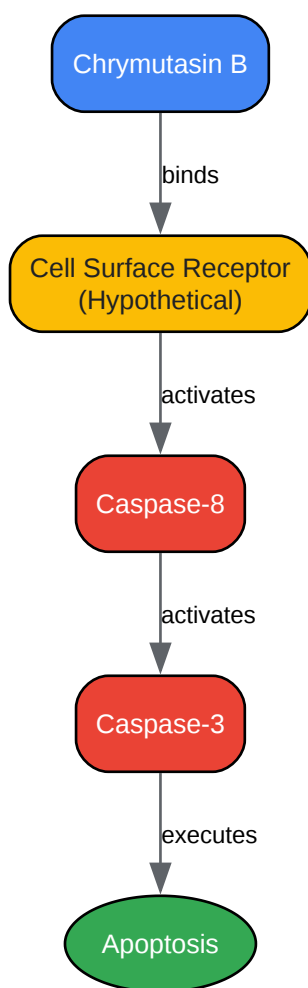 Chrymutasin B
binds
Cell Surface Receptor
(Hypothetical)
activates
Caspase-8
activates
Caspase-3
executes
Apoptosis